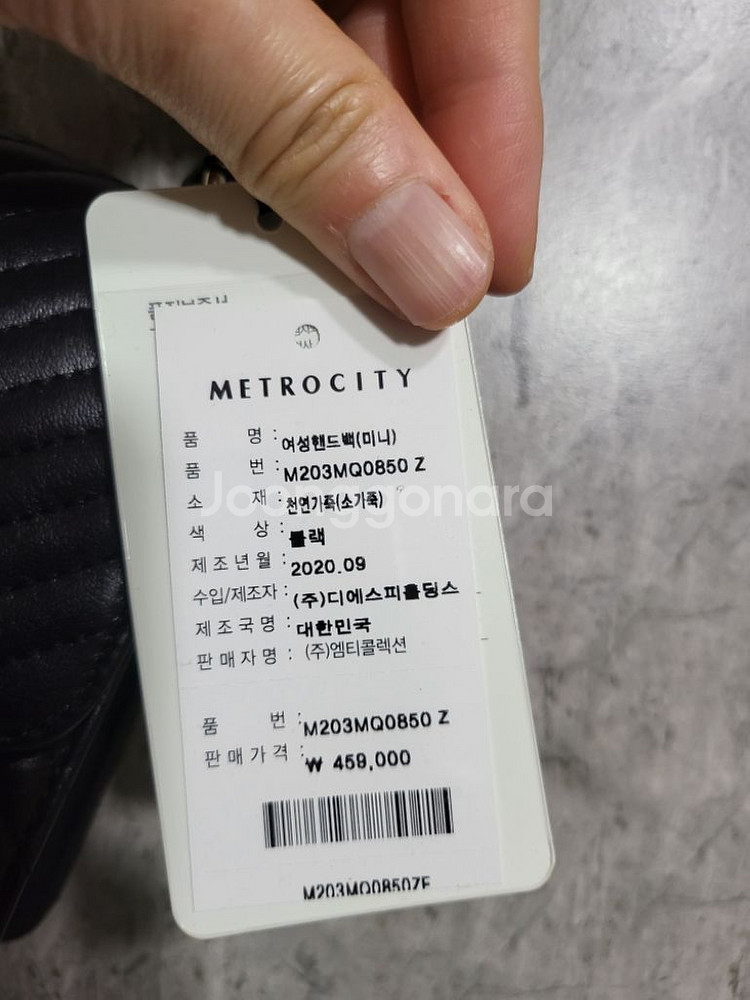 METROCITY
품 명 : 여성핸드백(미니)
품 번 : M203MQ0850 Z
소 재 : 천연가죽(소가죽)
색 상 : 블랙
제조년월 : 2020.09
수입/제조자 : (주)디에스피홀딩스
제조국명 : 대한민국
판매자명 : (주)엠티콜렉션
품 번 : M203MQ0850 Z
판매가격 : ₩ 459,000
M203MQ0850ZF
Joonggonara